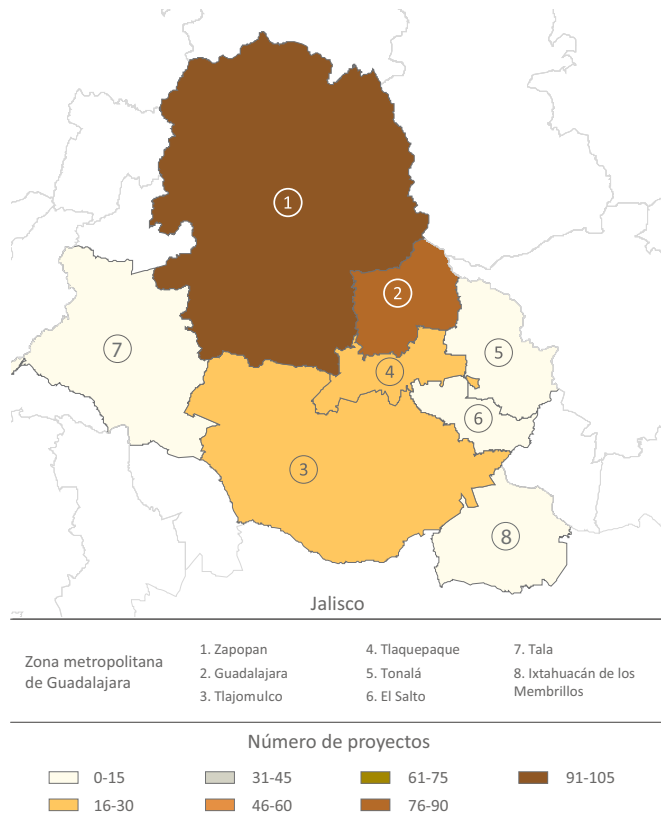 1
2
7
5
4
6
3
8
Jalisco
Zona metropolitana
de Guadalajara
1. Zapopan
2. Guadalajara
3. Tlajomulco
4. Tlaquepaque
5. Tonalá
6. El Salto
7. Tala
8. Ixtahuacán de los
Membrillos
Número de proyectos
0-15
31-45
61-75
91-105
16-30
46-60
76-90